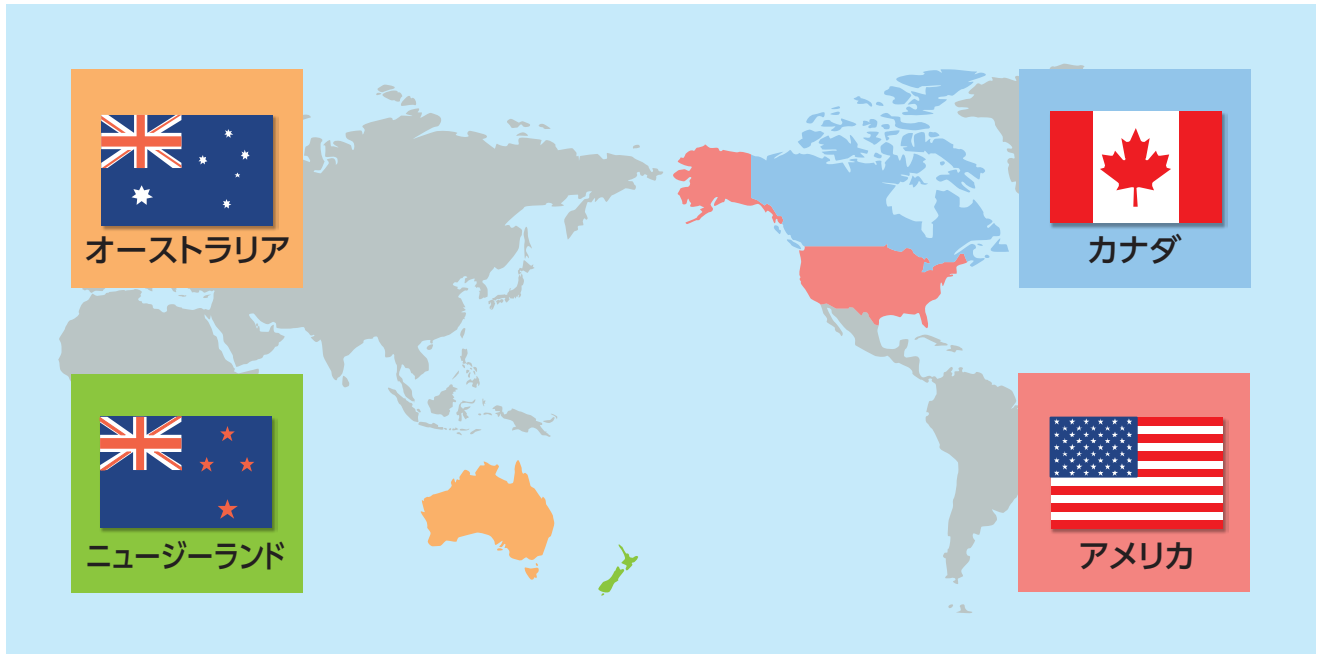 オーストラリア
カナダ
ニュージーランド
アメリカ